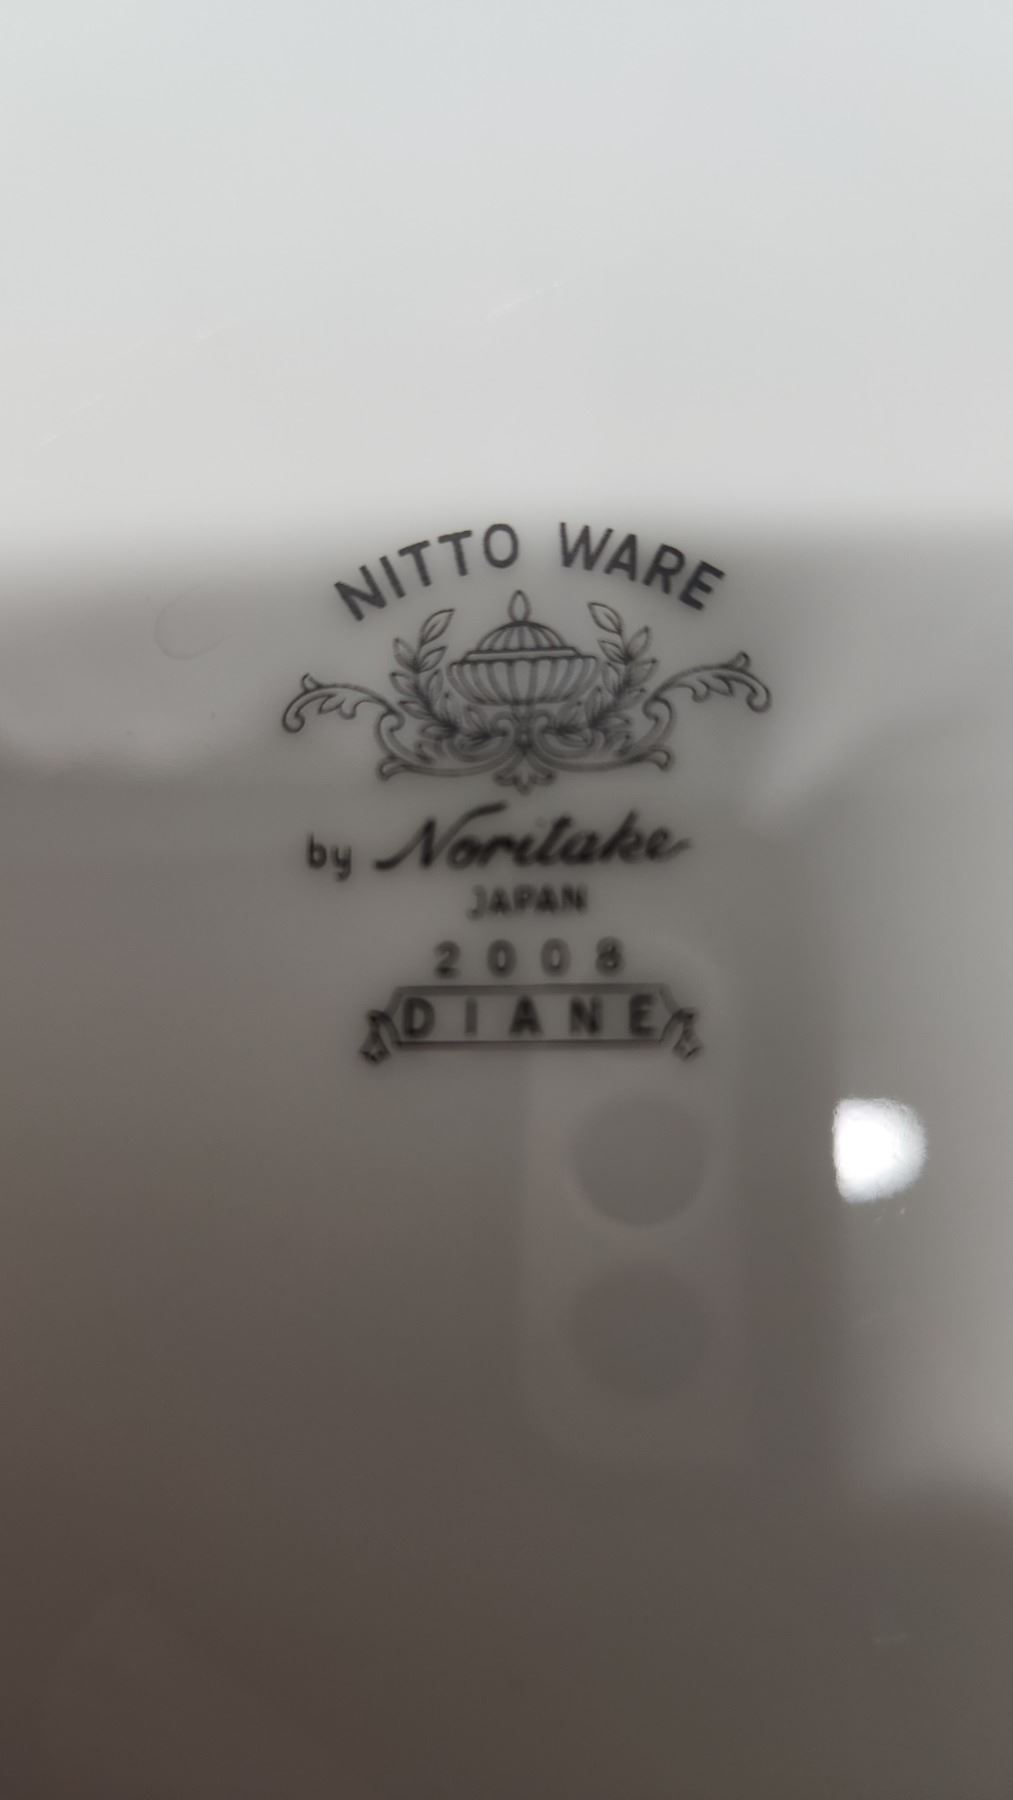 NITTO WARE
by Noritake
JAPAN
2008
DIANE